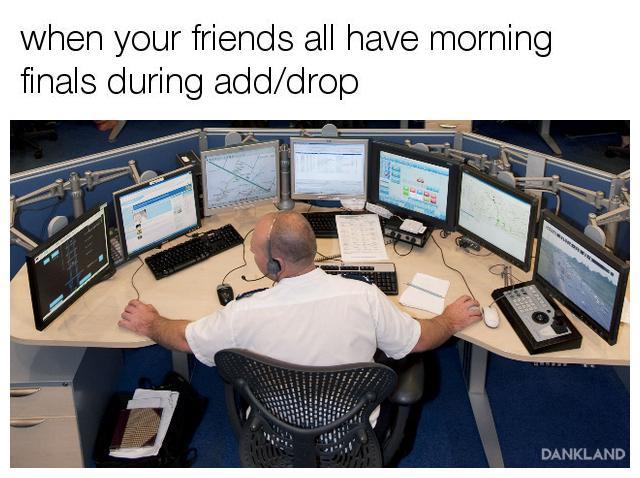 when your friends all have morning
finals during add/drop
DANKLAND